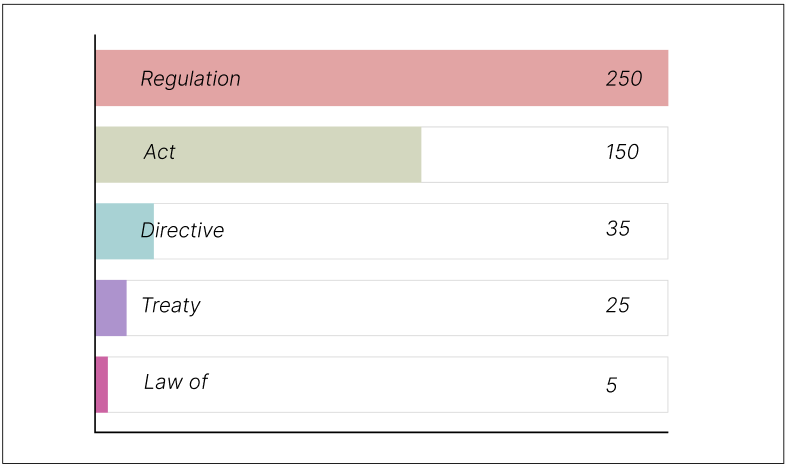 Regulation 250
Act 150
Directive 35
Treaty 25
Law of 5